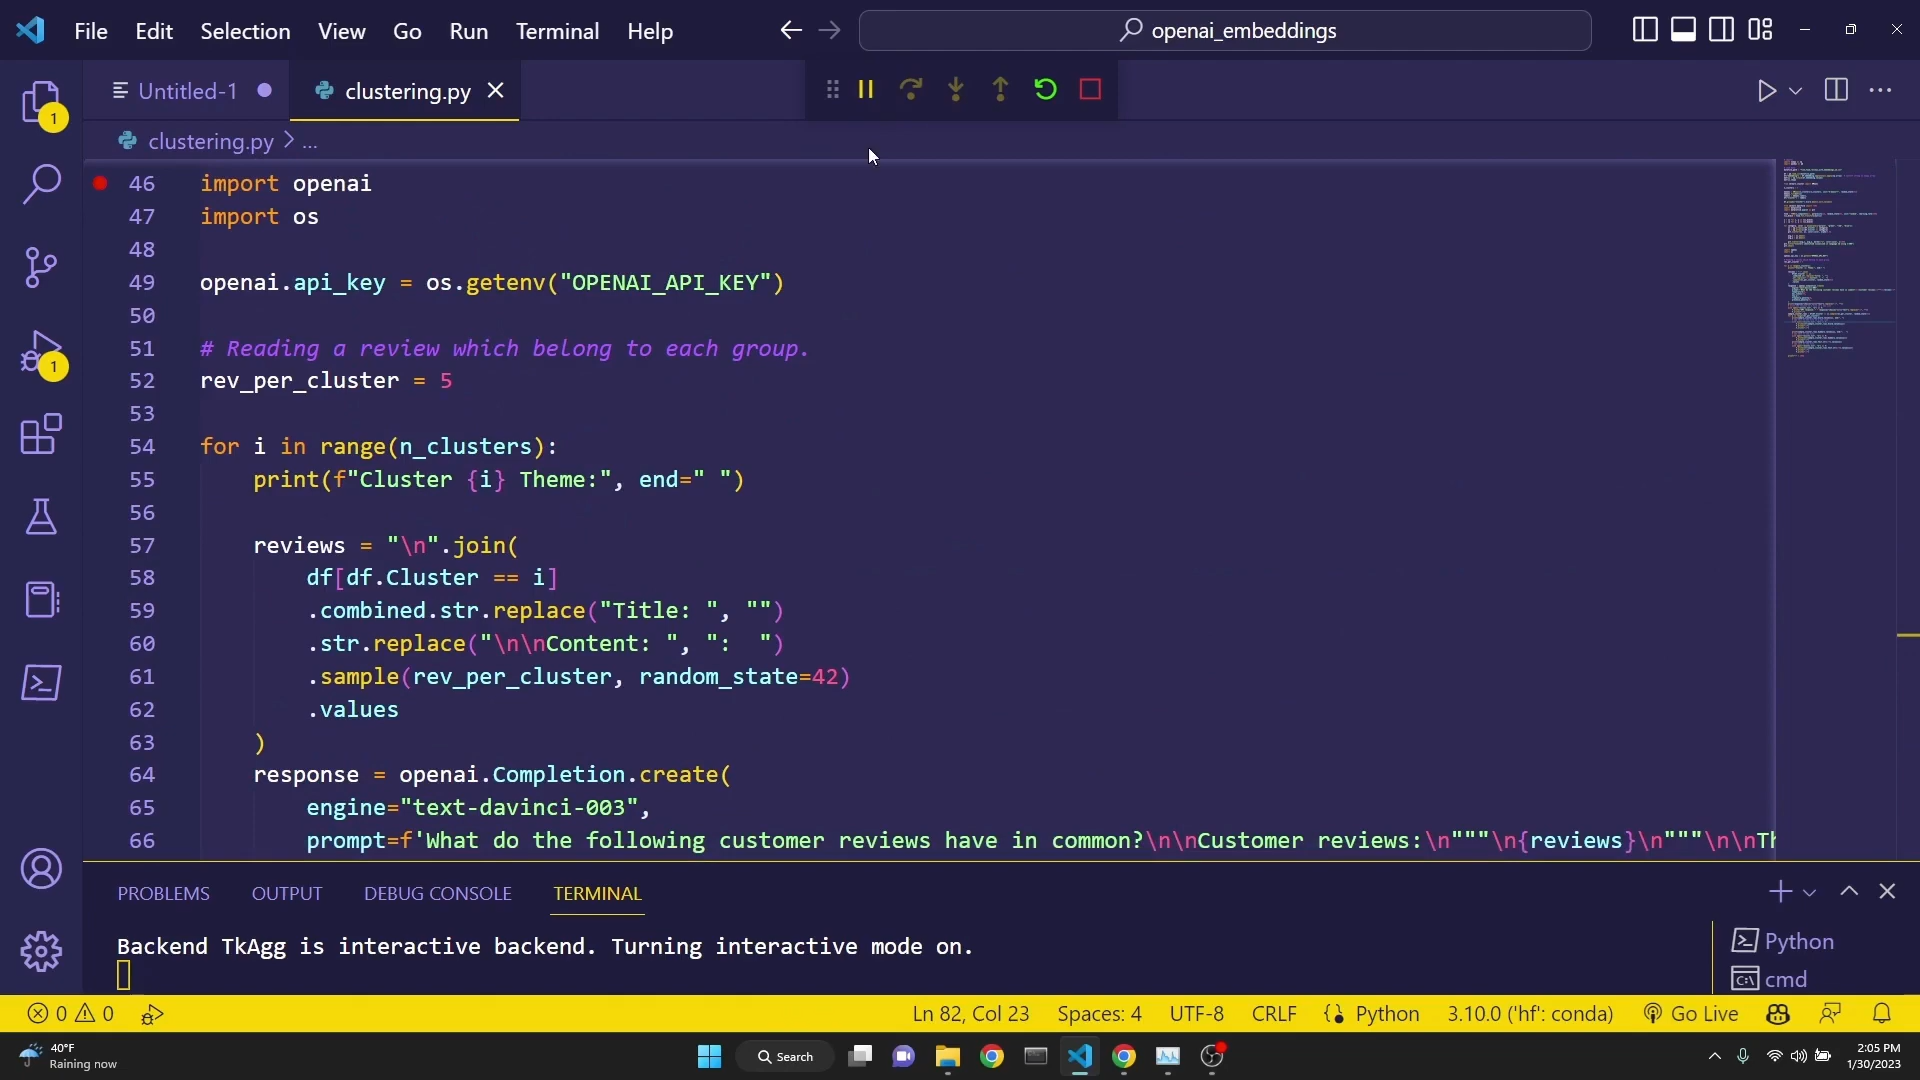 File Edit Selection View Go Run Terminal Help
openai_embeddings
Untitled-1
clustering.py
clustering.py > ...
46 import openai
47 import os
48
49 openai.api_key = os.getenv("OPENAI_API_KEY")
50
51 # Reading a review which belong to each group.
52 rev_per_cluster = 5
53
54 for i in range(n_clusters):
55 print(f"Cluster {i} Theme:", end=" ")
56
57 reviews = "\n".join(
58 df[df.Cluster == i]
59 .combined.str.replace("Title: ", "")
60 .str.replace("\n\nContent: ", ":  ")
61 .sample(rev_per_cluster, random_state=42)
62 .values
63 )
64 response = openai.Completion.create(
65 engine="text-davinci-003",
66 prompt=f'What do the following customer reviews have in common?\n\nCustomer reviews:\n"""\n{reviews}\n"""\n\nTh
1
1
PROBLEMS OUTPUT DEBUG CONSOLE TERMINAL
Backend TkAgg is interactive backend. Turning interactive mode on.
Python
cmd
0 0 Ln 82, Col 23 Spaces: 4 UTF-8 CRLF Python 3.10.0 ('hf': conda) Go Live
40°F
Raining now
Search
2:05 PM
1/30/2023